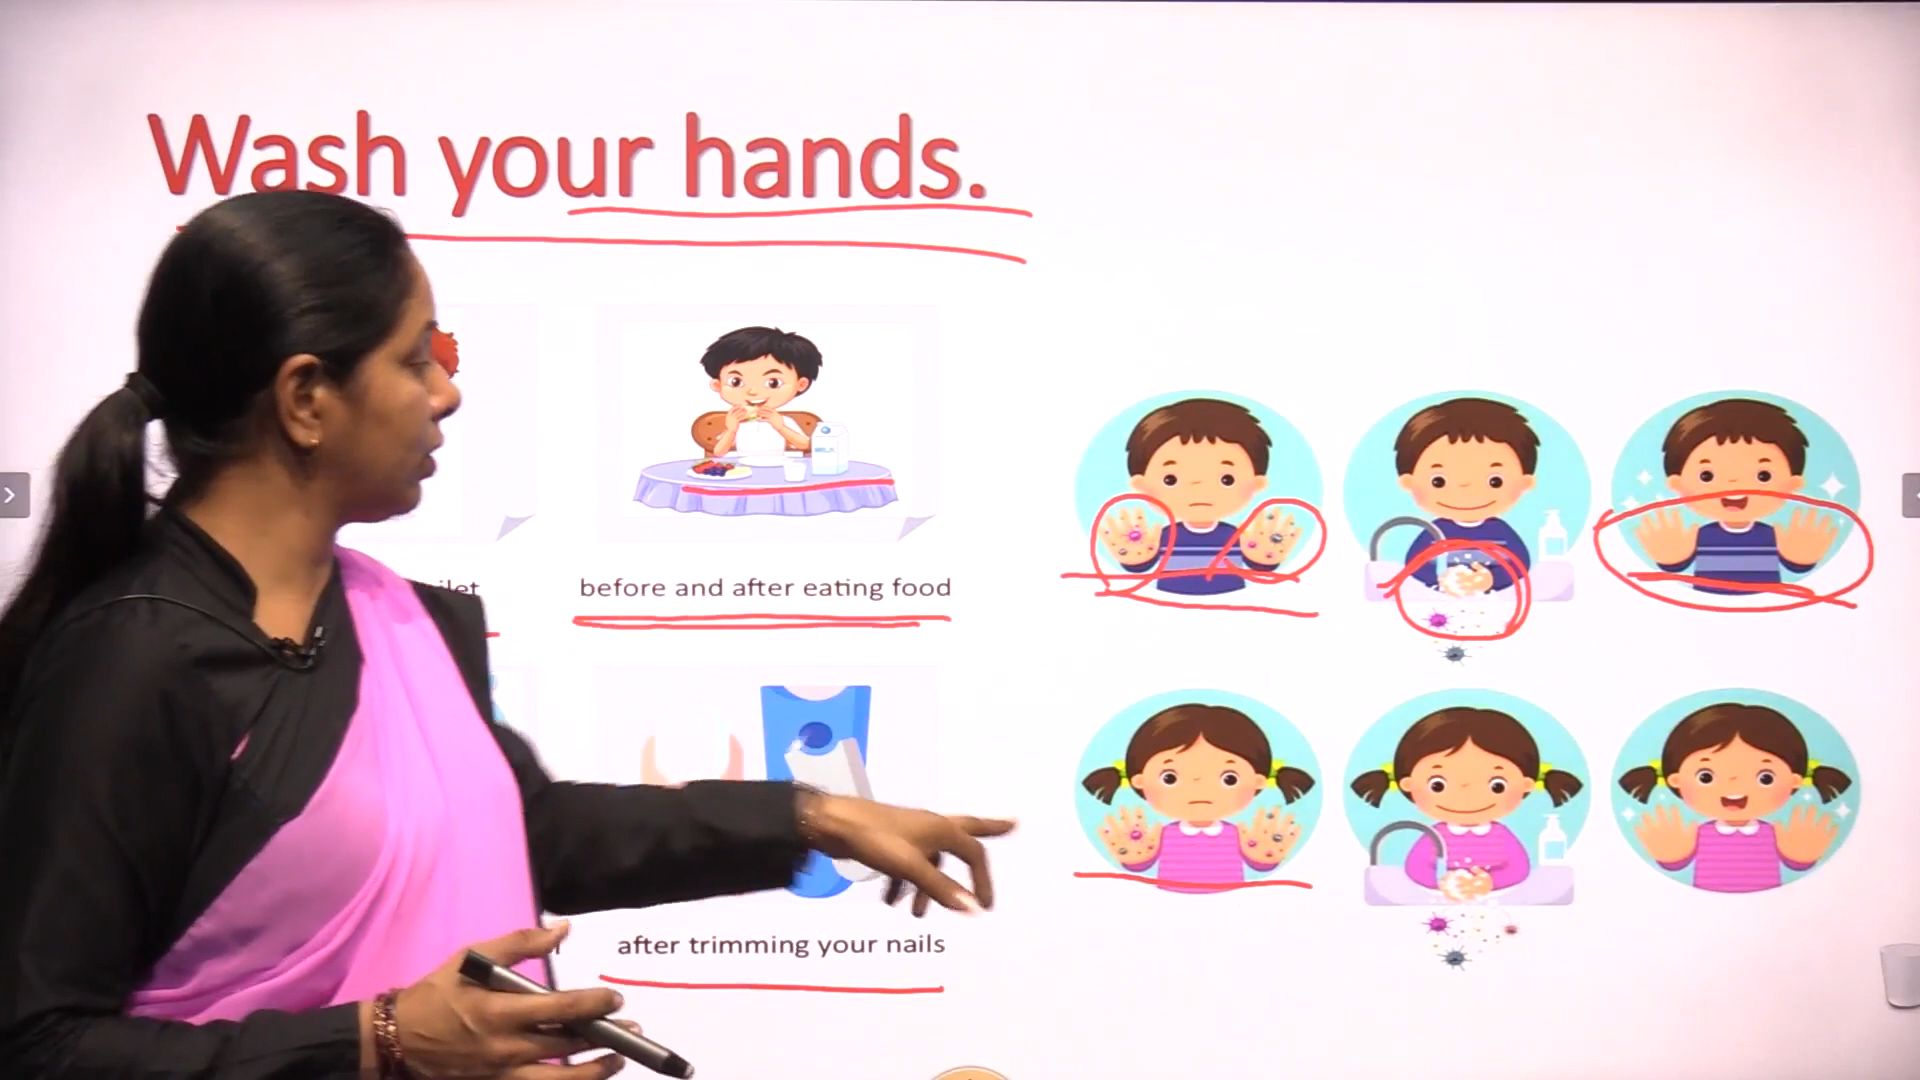 Wash your hands.
before and after eating food
after trimming your nails